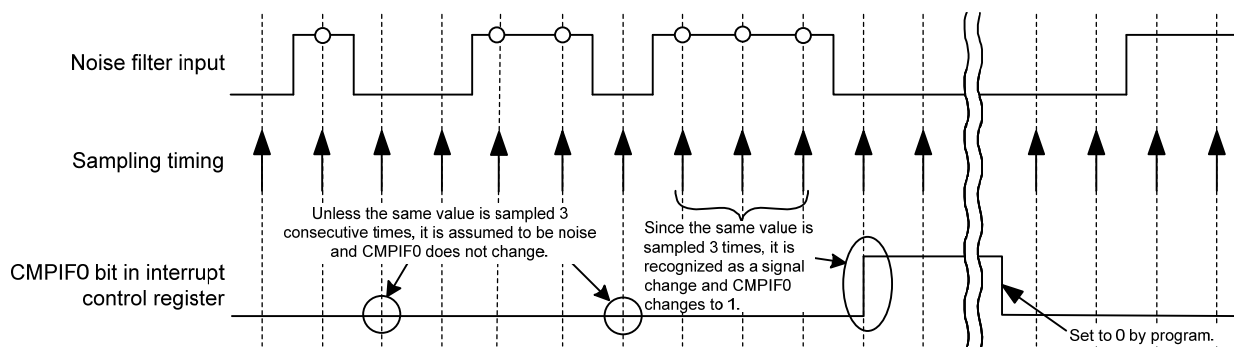 Noise filter input
Sampling timing
Unless the same value is sampled 3
consecutive times, it is assumed to be noise
and CMPIF0 does not change.
Since the same value is
sampled 3 times, it is
recognized as a signal
change and CMPIF0
changes to 1.
CMPIF0 bit in interrupt
control register
Set to 0 by program.